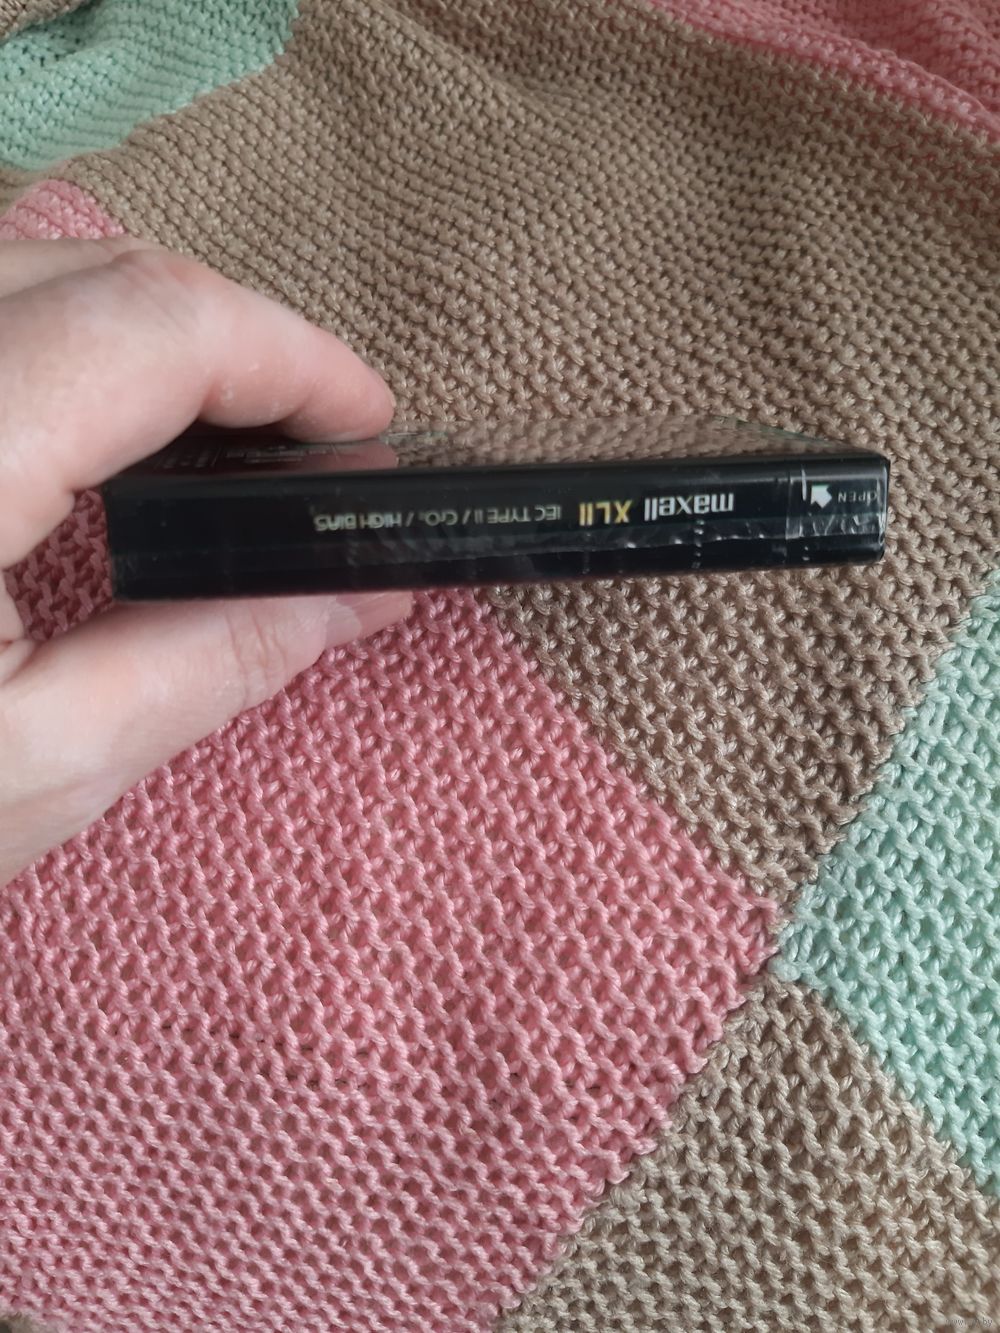 OPEN
maxell XLII IEC TYPE II / CrO₂ / HIGH BIAS